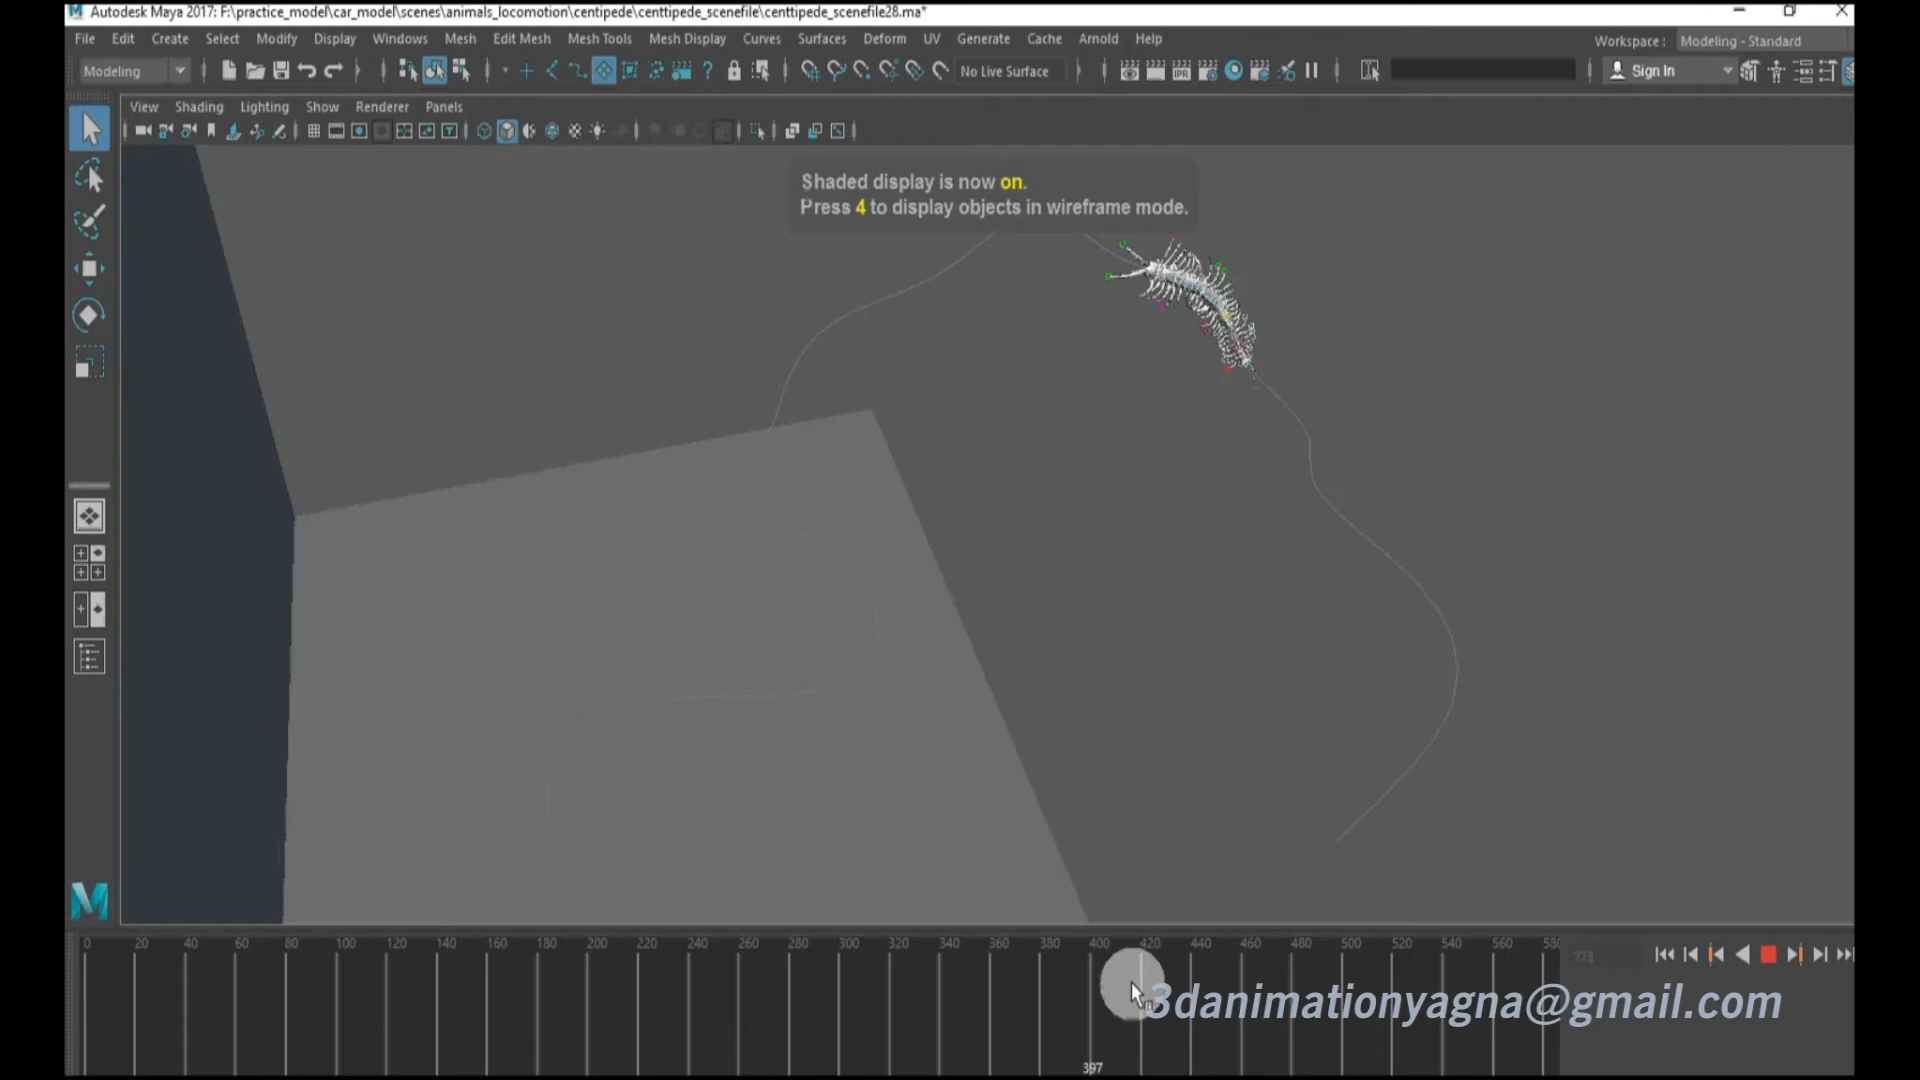 Autodesk Maya 2017: F:\practice_model\car_model\scenes\animals_locomotion\centipede\centtipede_scenefile\centtipede_scenefile28.ma*
File Edit Create Select Modify Display Windows Mesh Edit Mesh Mesh Tools Mesh Display Curves Surfaces Deform UV Generate Cache Arnold Help
Workspace : Modeling - Standard
Modeling No Live Surface Sign In
View Shading Lighting Show Renderer Panels
Shaded display is now on.
Press 4 to display objects in wireframe mode.
0 20 40 60 80 100 120 140 160 180 200 220 240 260 280 300 320 340 360 380 400 420 440 460 480 500 520 540 560 580
3danimationyagna@gmail.com
397